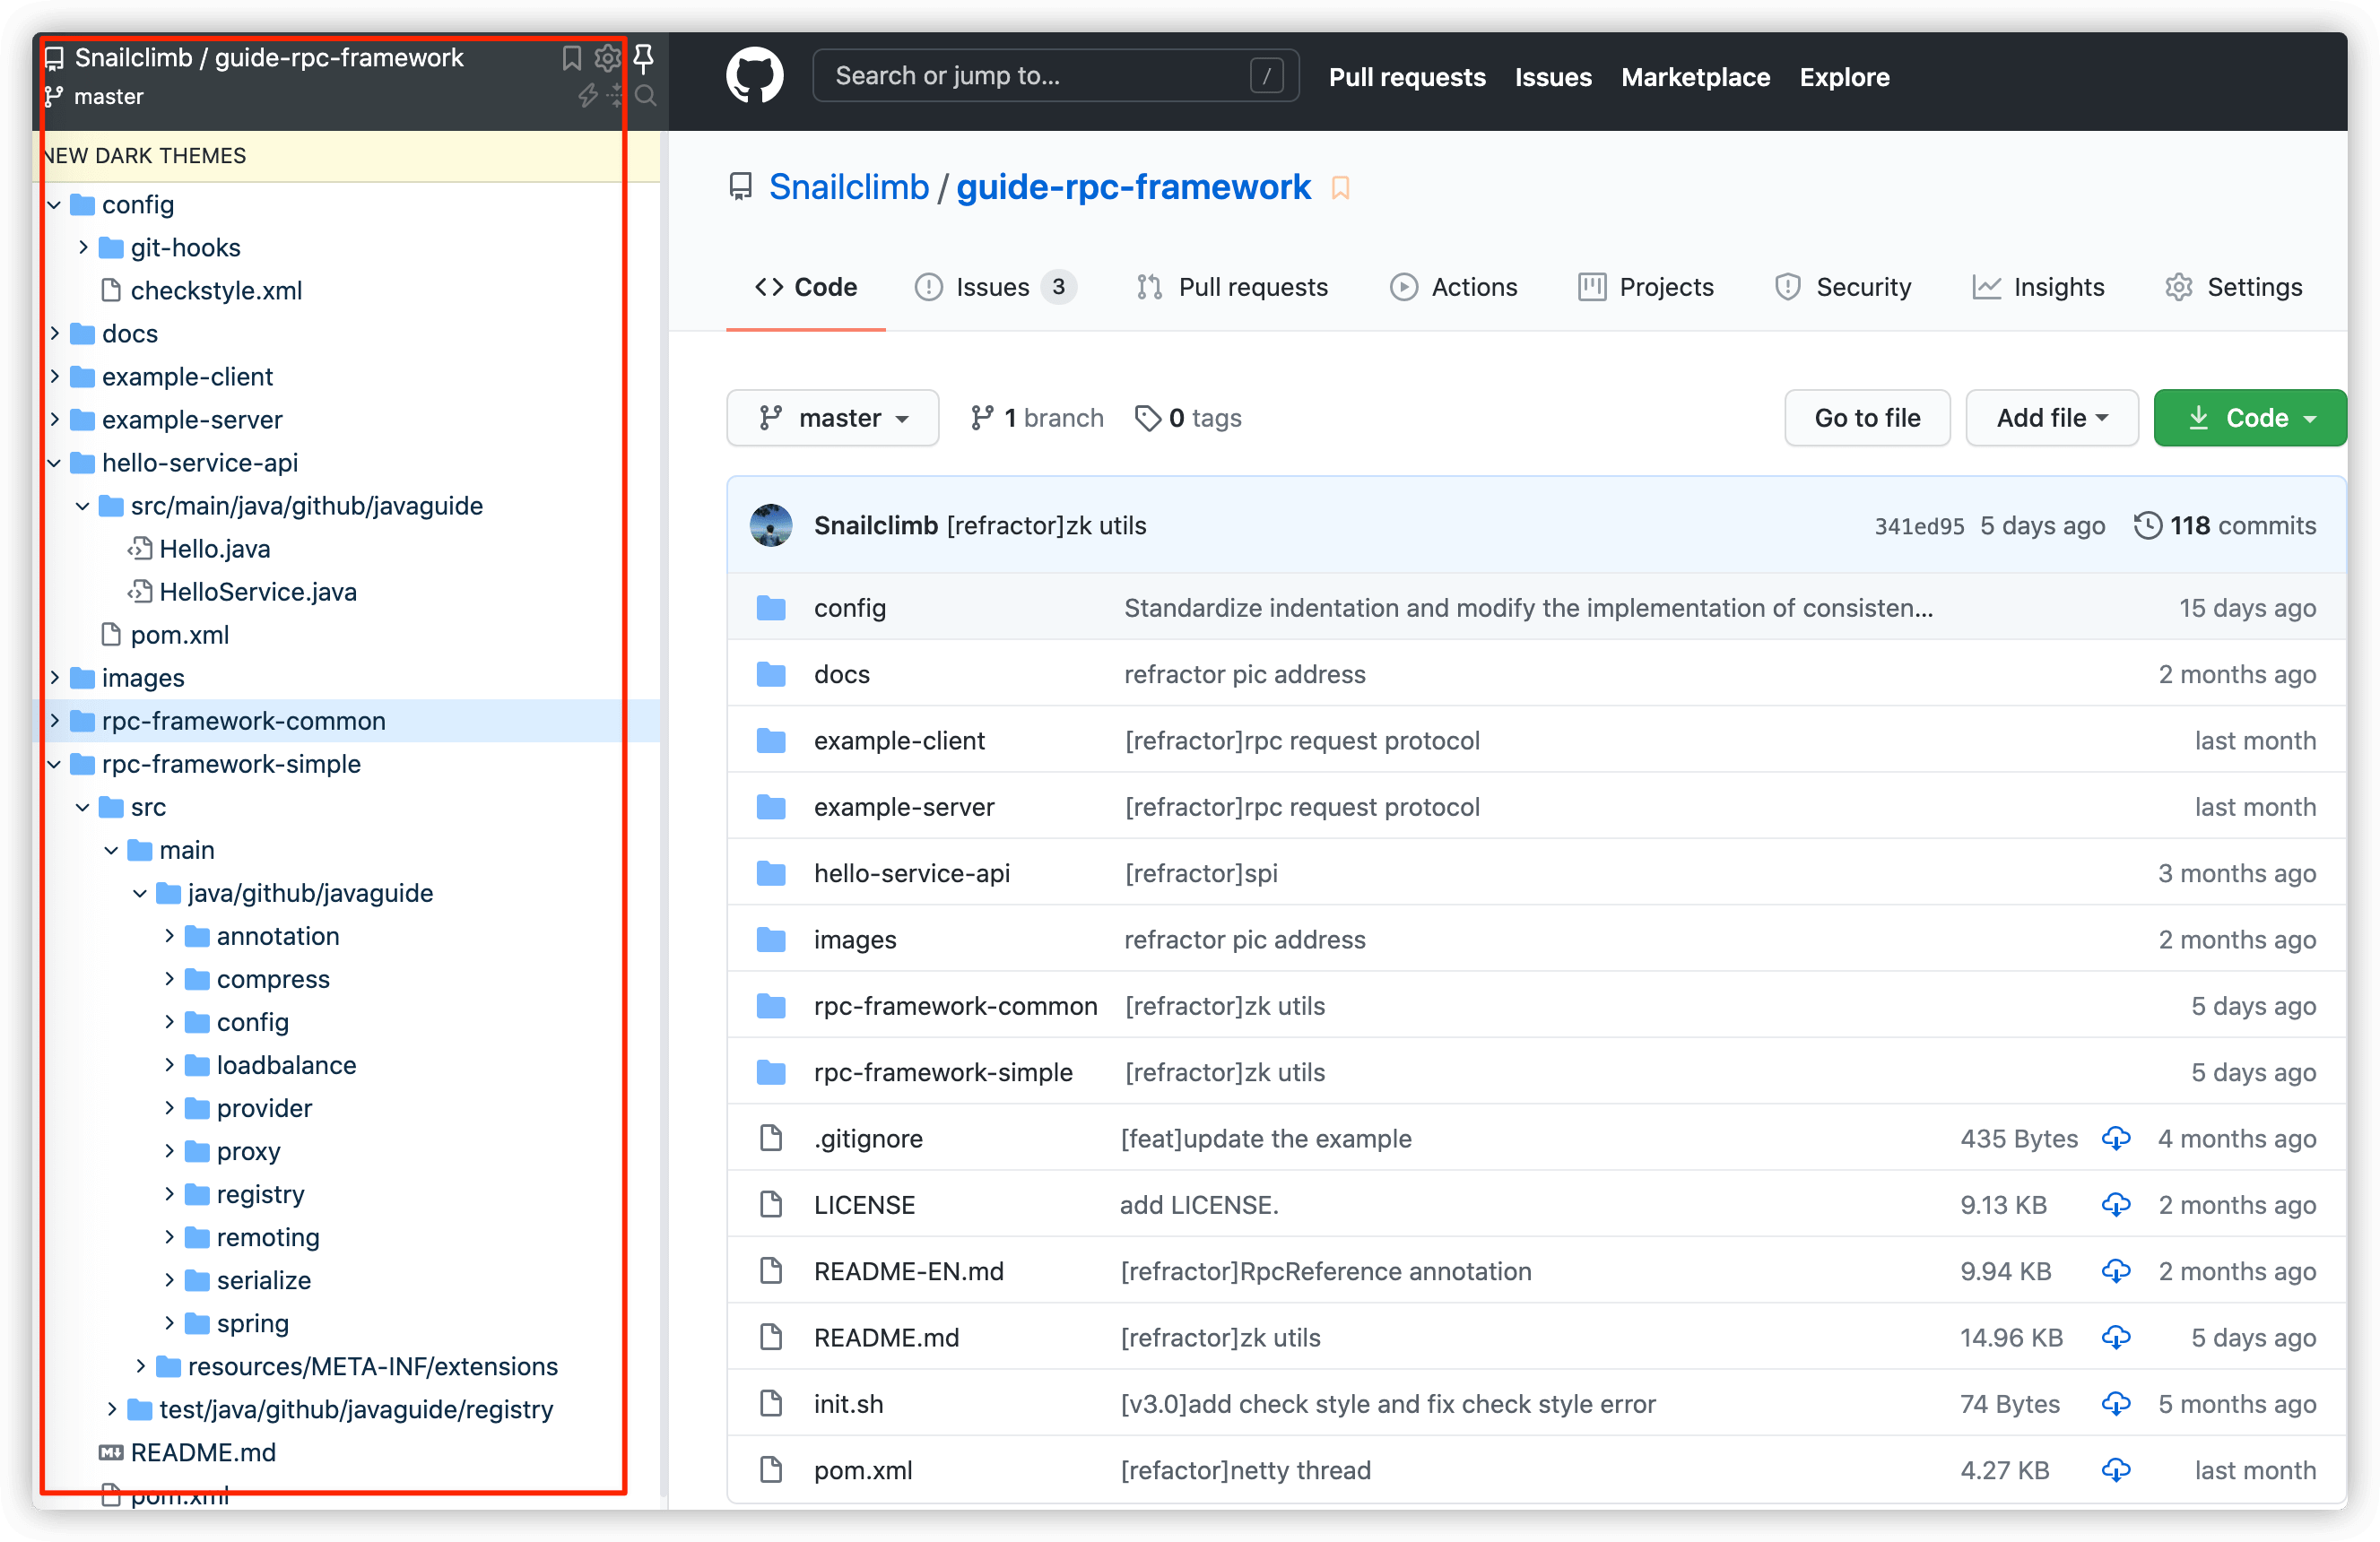 Snailclimb / guide-rpc-framework
master
NEW DARK THEMES
config
git-hooks
checkstyle.xml
docs
example-client
example-server
hello-service-api
src/main/java/github/javaguide
Hello.java
HelloService.java
pom.xml
images
rpc-framework-common
rpc-framework-simple
src
main
java/github/javaguide
annotation
compress
config
loadbalance
provider
proxy
registry
remoting
serialize
spring
resources/META-INF/extensions
test/java/github/javaguide/registry
README.md
pom.xml
Search or jump to... /
Pull requests Issues Marketplace Explore
Snailclimb / guide-rpc-framework
Code Issues 3 Pull requests Actions Projects Security Insights Settings
master 1 branch 0 tags Go to file Add file Code
Snailclimb [refractor]zk utils 341ed95 5 days ago 118 commits
config Standardize indentation and modify the implementation of consisten... 15 days ago
docs refractor pic address 2 months ago
example-client [refractor]rpc request protocol last month
example-server [refractor]rpc request protocol last month
hello-service-api [refractor]spi 3 months ago
images refractor pic address 2 months ago
rpc-framework-common [refractor]zk utils 5 days ago
rpc-framework-simple [refractor]zk utils 5 days ago
.gitignore [feat]update the example 435 Bytes 4 months ago
LICENSE add LICENSE. 9.13 KB 2 months ago
README-EN.md [refractor]RpcReference annotation 9.94 KB 2 months ago
README.md [refractor]zk utils 14.96 KB 5 days ago
init.sh [v3.0]add check style and fix check style error 74 Bytes 5 months ago
pom.xml [refactor]netty thread 4.27 KB last month